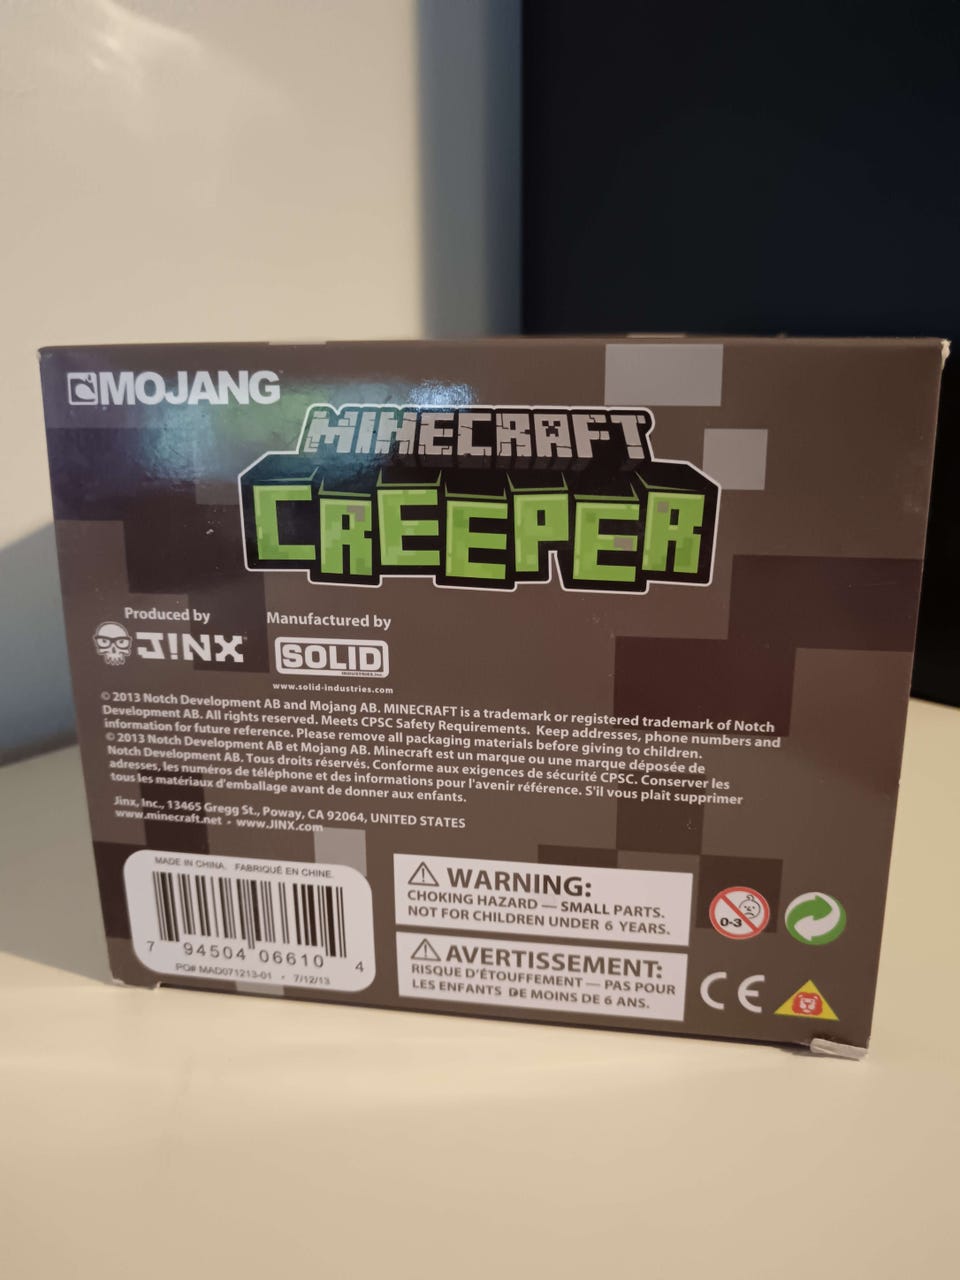 MOJANG
MINECRAFT
CREEPER
Produced by
J!NX
Manufactured by
SOLID
INDUSTRIES, Inc.
www.solid-industries.com
© 2013 Notch Development AB and Mojang AB. MINECRAFT is a trademark or registered trademark of Notch
Development AB. All rights reserved. Meets CPSC Safety Requirements. Keep addresses, phone numbers and
information for future reference. Please remove all packaging materials before giving to children.
© 2013 Notch Development AB et Mojang AB. Minecraft est un marque ou une marque déposée de
Notch Development AB. Tous droits réservés. Conforme aux exigences de sécurité CPSC. Conserver les
adresses, les numéros de téléphone et des informations pour l'avenir référence. S'il vous plaît supprimer
tous les matériaux d'emballage avant de donner aux enfants.
Jinx, Inc., 13465 Gregg St., Poway, CA 92064, UNITED STATES
www.minecraft.net - www.JINX.com
MADE IN CHINA. FABRIQUÉ EN CHINE.
7 94504 06610 4
PO# MAD071213-01 • 7/12/13
WARNING:
CHOKING HAZARD — SMALL PARTS.
NOT FOR CHILDREN UNDER 6 YEARS.
AVERTISSEMENT:
RISQUE D'ÉTOUFFEMENT — PAS POUR
LES ENFANTS DE MOINS DE 6 ANS.
0-3
CE